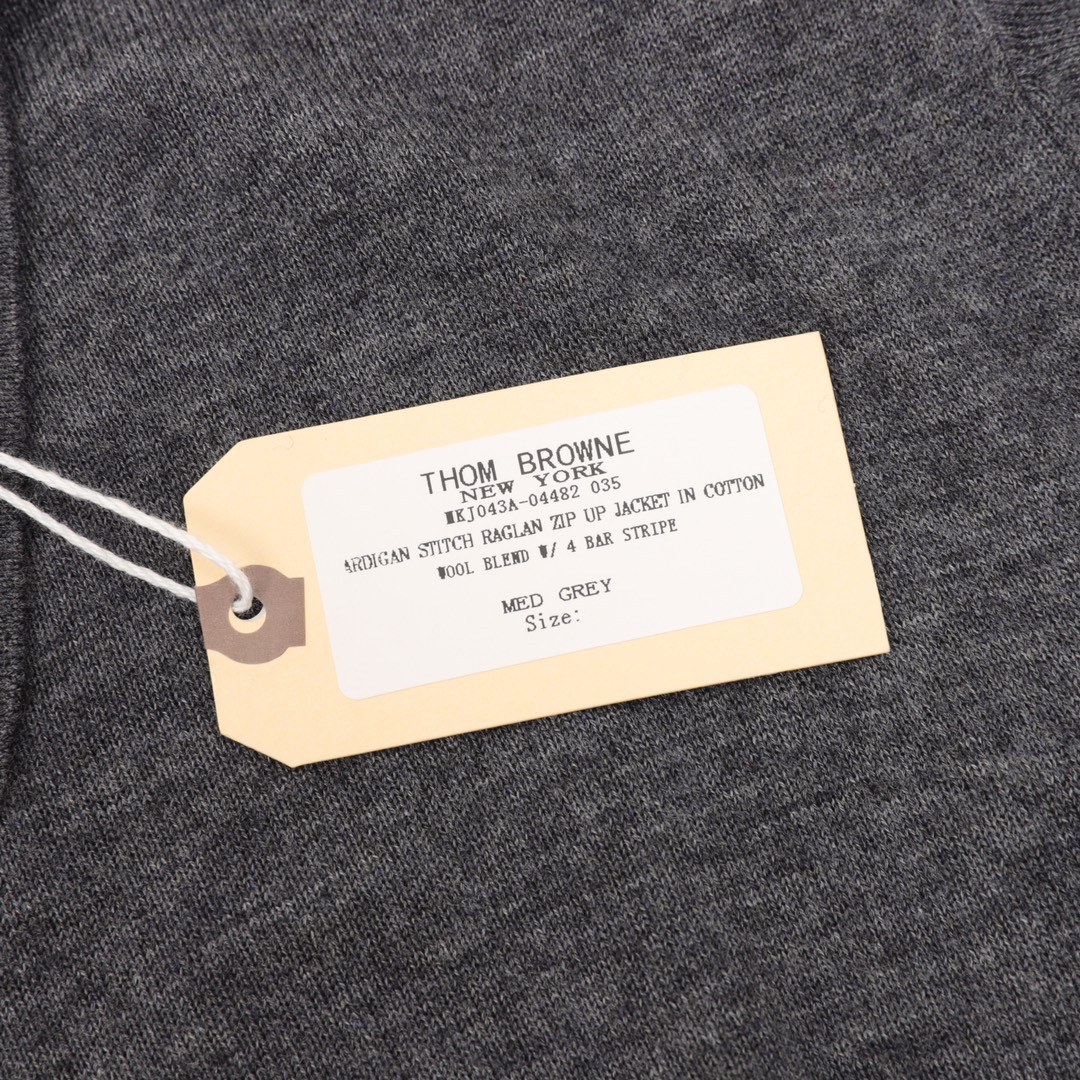 THOM BROWNE
NEW YORK
MKJ043A-04482 035
ARDIGAN STITCH RAGLAN ZIP UP JACKET IN COTTON
WOOL BLEND W/ 4 BAR STRIPE
MED GREY
Size: